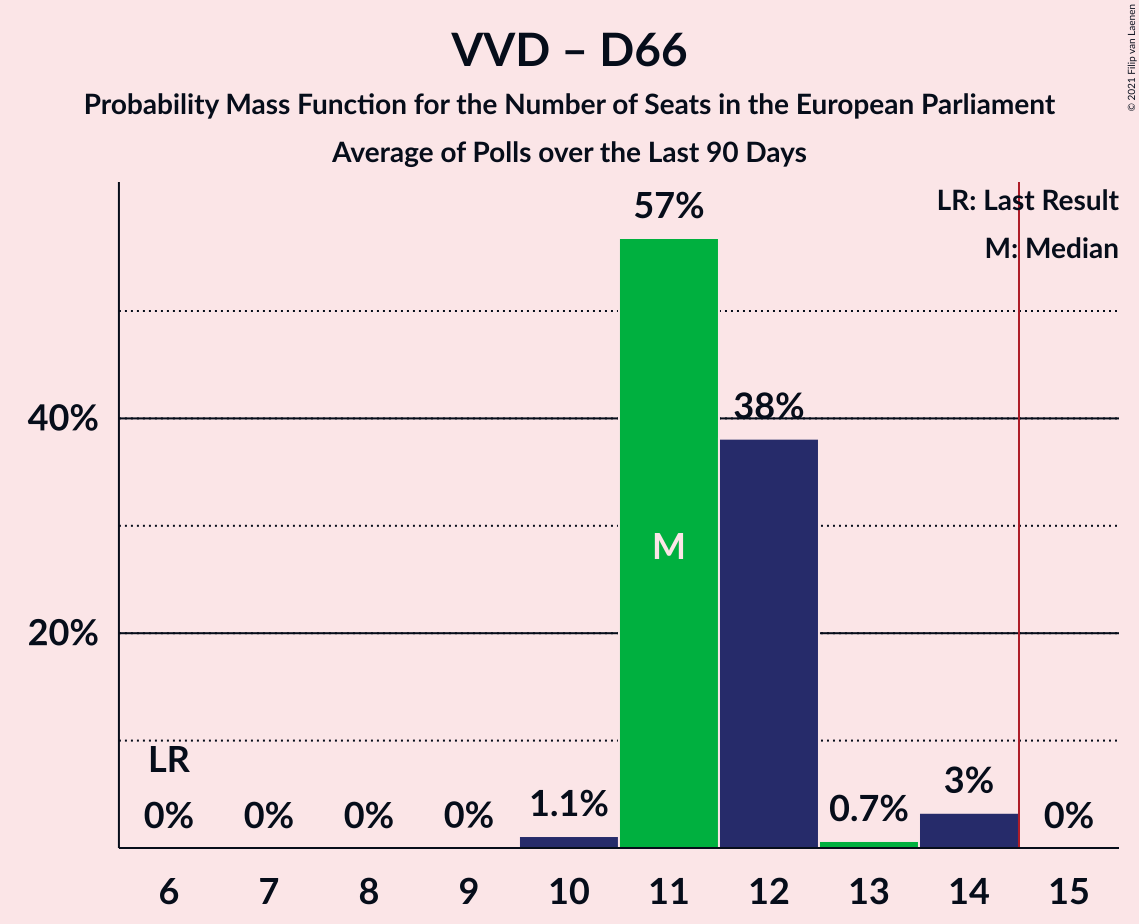 VVD – D66
Probability Mass Function for the Number of Seats in the European Parliament
Average of Polls over the Last 90 Days
© 2021 Filip van Laenen
LR: Last Result
M: Median
57%
38%
40%
M
20%
LR
0% 0% 0% 0% 1.1% 0.7% 3% 0%
6 7 8 9 10 11 12 13 14 15